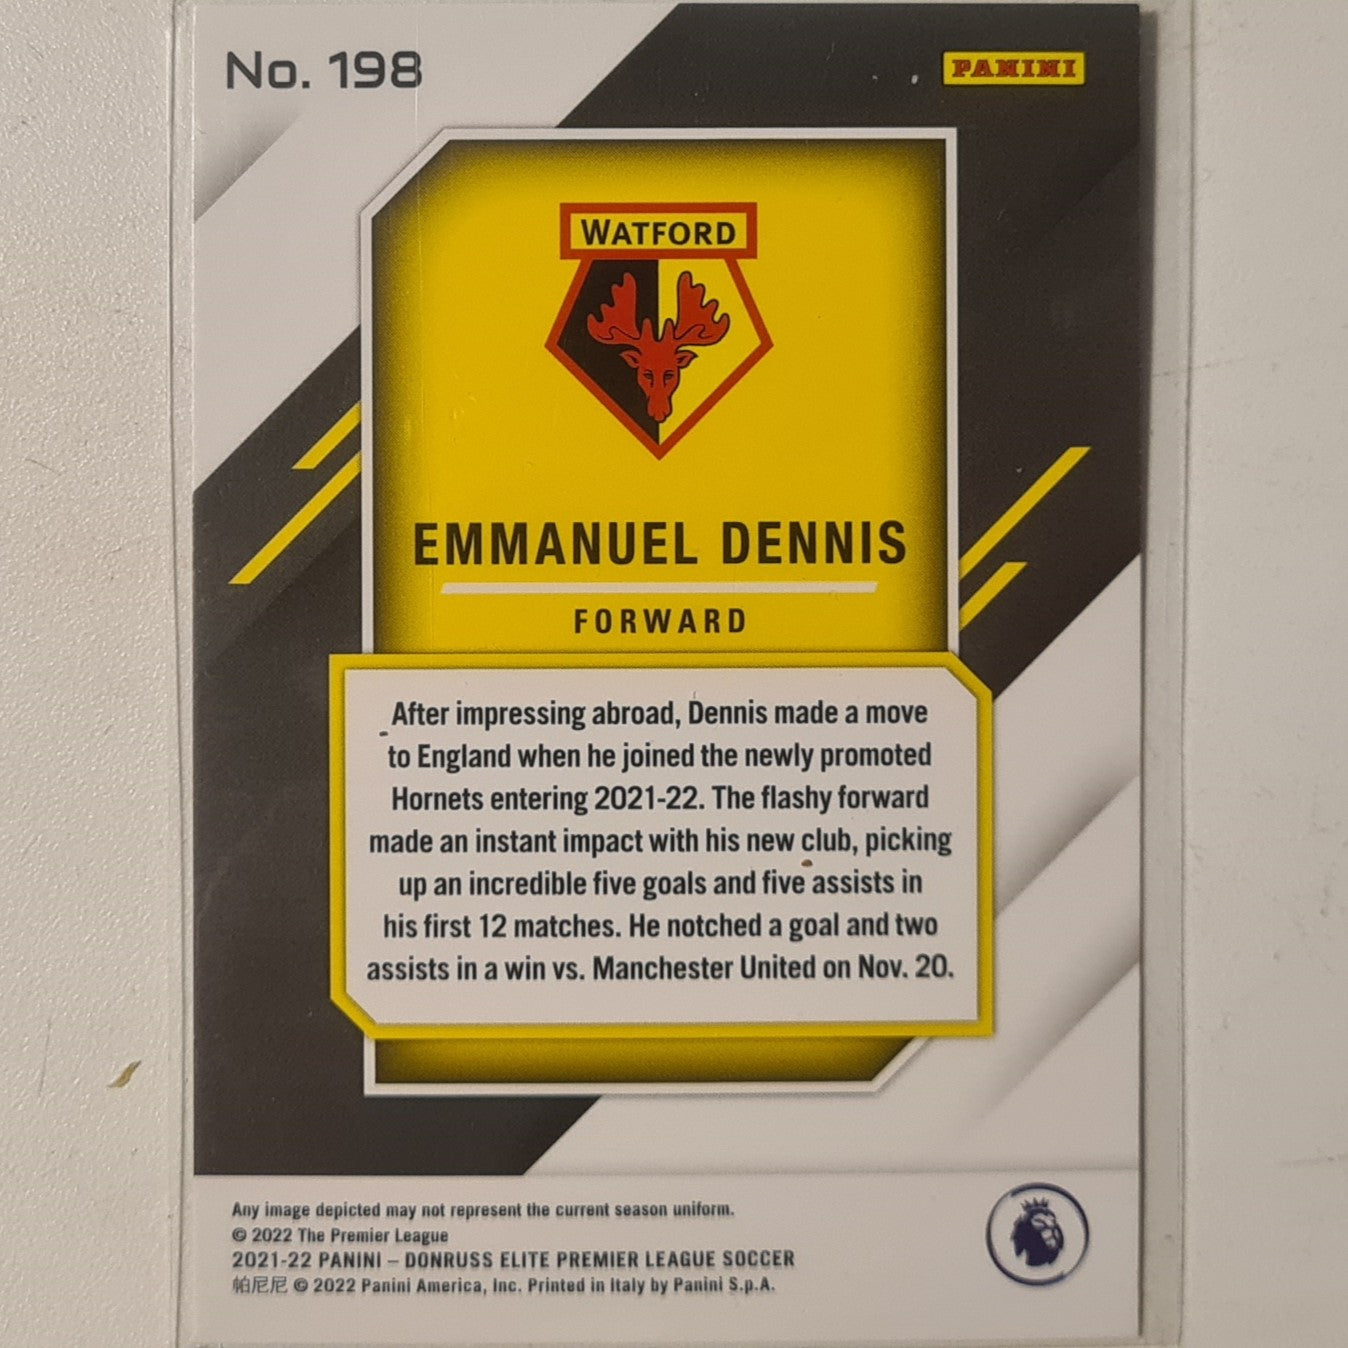 No. 198
PANINI
WATFORD
EMMANUEL DENNIS
FORWARD
After impressing abroad, Dennis made a move
to England when he joined the newly promoted
Hornets entering 2021-22. The flashy forward
made an instant impact with his new club, picking
up an incredible five goals and five assists in
his first 12 matches. He notched a goal and two
assists in a win vs. Manchester United on Nov. 20.
Any image depicted may not represent the current season uniform.
© 2022 The Premier League
2021-22 PANINI – DONRUSS ELITE PREMIER LEAGUE SOCCER
帕尼尼 © 2022 Panini America, Inc. Printed in Italy by Panini S.p.A.